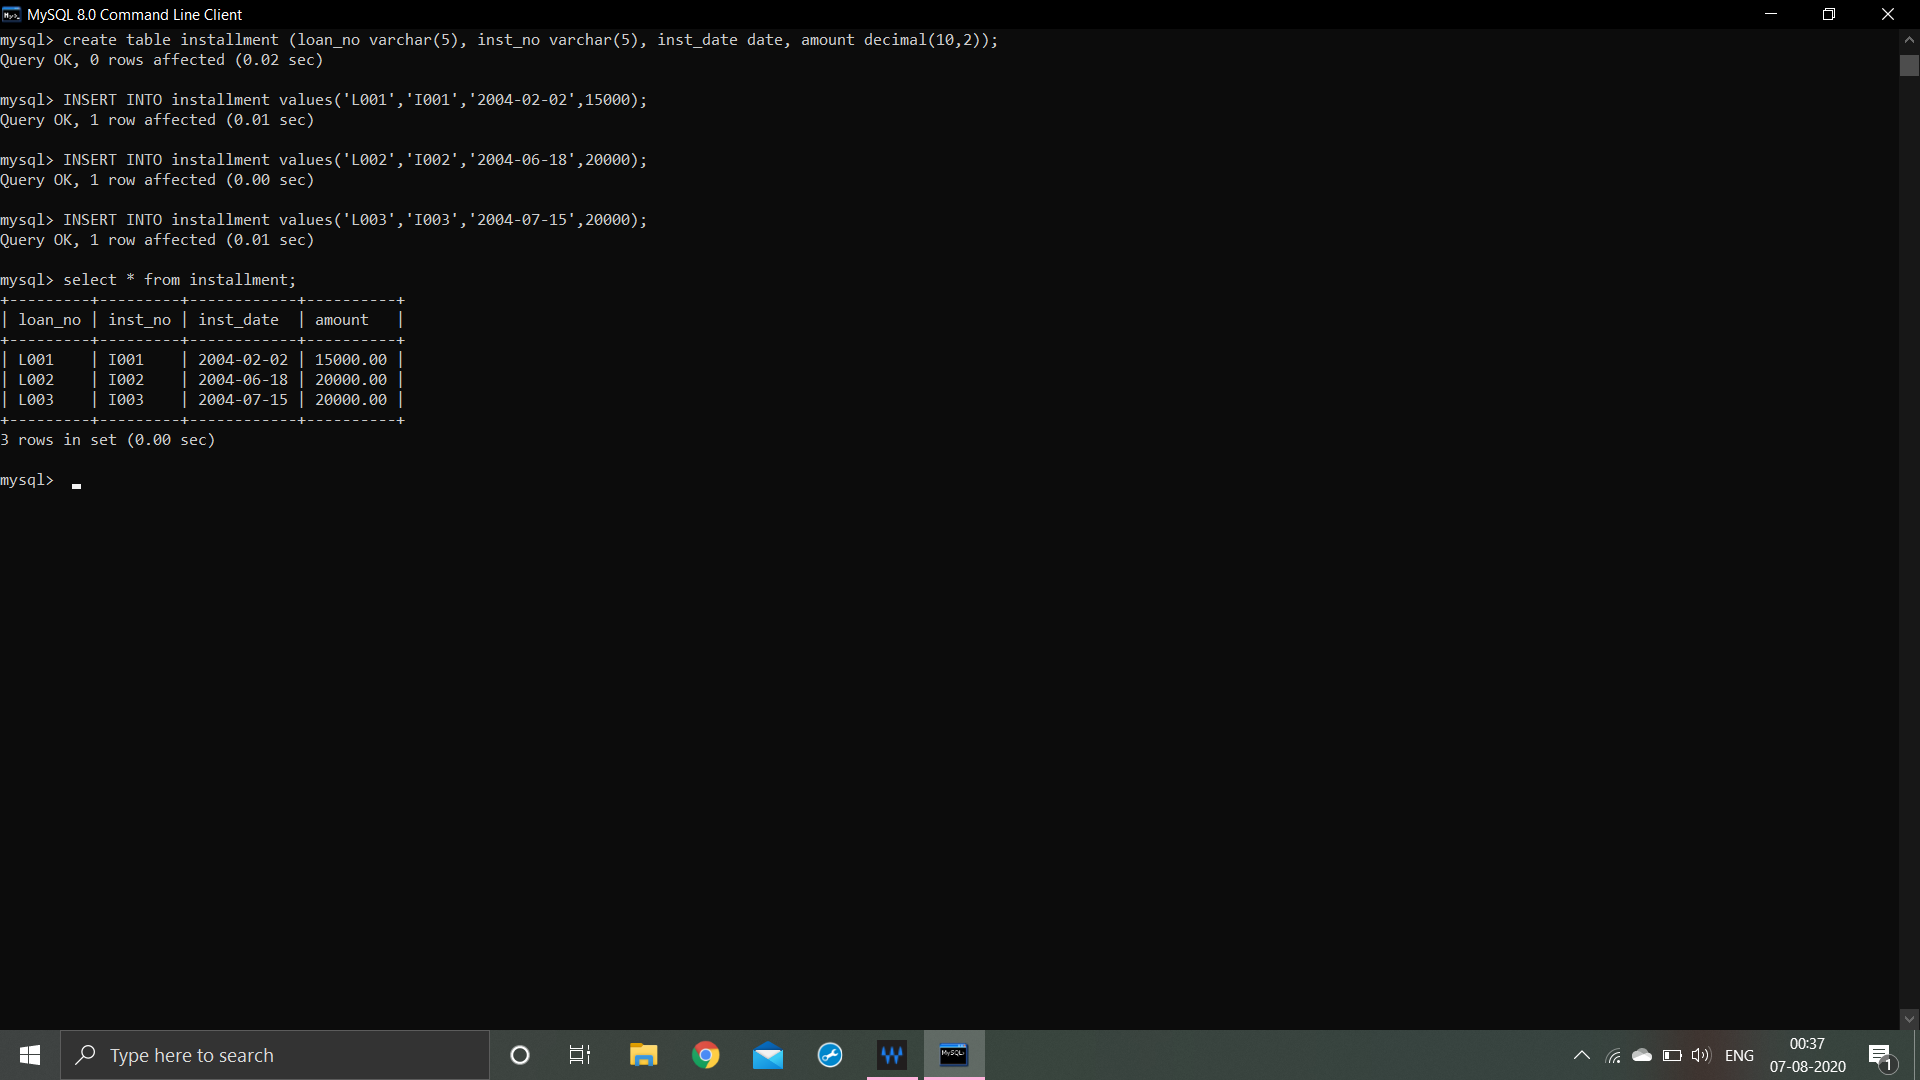 MySQL 8.0 Command Line Client
mysql> create table installment (loan_no varchar(5), inst_no varchar(5), inst_date date, amount decimal(10,2));
Query OK, 0 rows affected (0.02 sec)
mysql> INSERT INTO installment values('L001','I001','2004-02-02',15000);
Query OK, 1 row affected (0.01 sec)
mysql> INSERT INTO installment values('L002','I002','2004-06-18',20000);
Query OK, 1 row affected (0.00 sec)
mysql> INSERT INTO installment values('L003','I003','2004-07-15',20000);
Query OK, 1 row affected (0.01 sec)
mysql> select * from installment;
+---------+---------+------------+----------+
| loan_no | inst_no | inst_date  | amount   |
+---------+---------+------------+----------+
| L001    | I001    | 2004-02-02 | 15000.00 |
| L002    | I002    | 2004-06-18 | 20000.00 |
| L003    | I003    | 2004-07-15 | 20000.00 |
+---------+---------+------------+----------+
3 rows in set (0.00 sec)
mysql>
Type here to search
MySQL
ENG
00:37
07-08-2020
1